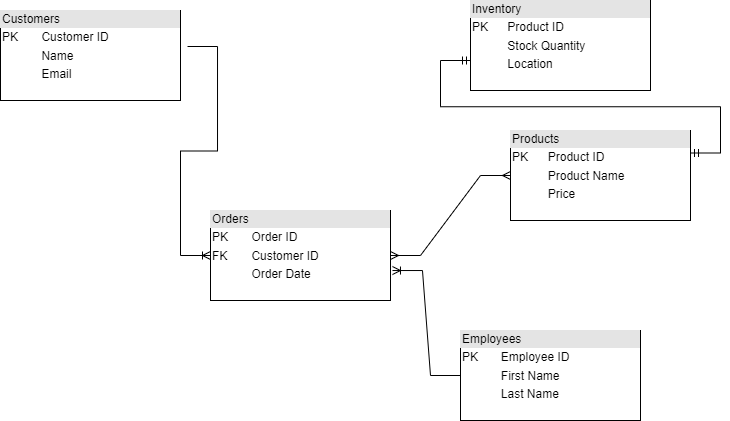 Customers
PK Customer ID
Name
Email
Inventory
PK Product ID
Stock Quantity
Location
Products
PK Product ID
Product Name
Price
Orders
PK Order ID
FK Customer ID
Order Date
Employees
PK Employee ID
First Name
Last Name